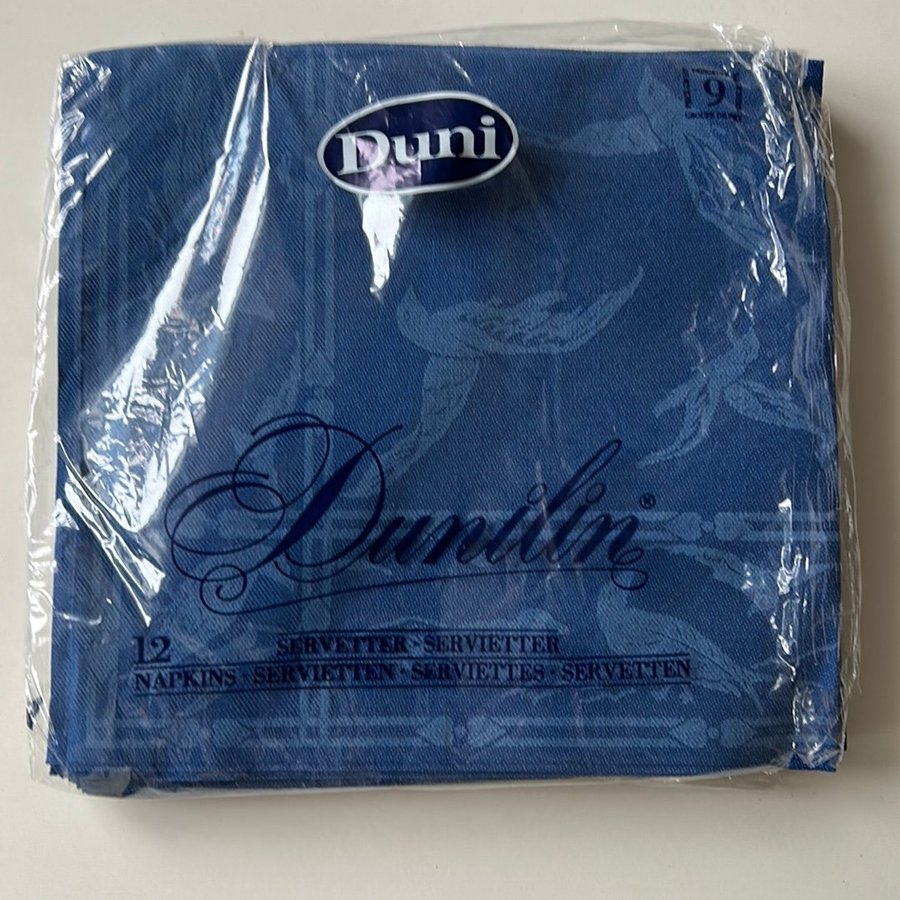 9
Duni
Dunilin®
12 SERVETTER · SERVIETTER
NAPKINS · SERVIETTEN · SERVIETTES · SERVETTEN